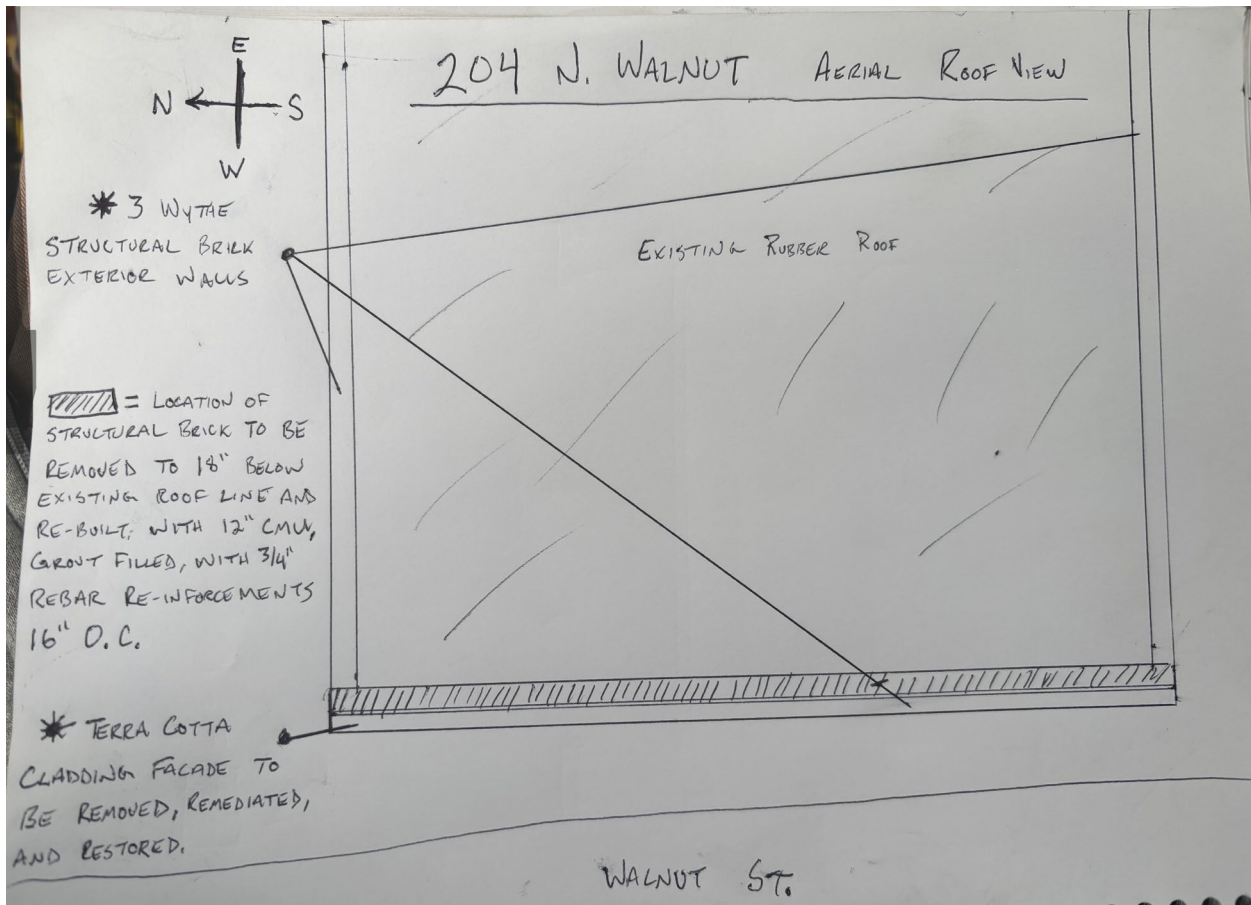 204 N. WALNUT AERIAL ROOF VIEW
E
N S
W
* 3 WYTHE
STRUCTURAL BRICK
EXTERIOR WALLS
EXISTING RUBBER ROOF
= LOCATION OF
STRUCTURAL BRICK TO BE
REMOVED TO 18" BELOW
EXISTING ROOF LINE AND
RE-BUILT, WITH 12" CMU,
GROUT FILLED, WITH 3/4"
REBAR RE-INFORCEMENTS
16" O.C.
* TERRA COTTA
CLADDING FACADE TO
BE REMOVED, REMEDIATED,
AND RESTORED.
WALNUT ST.